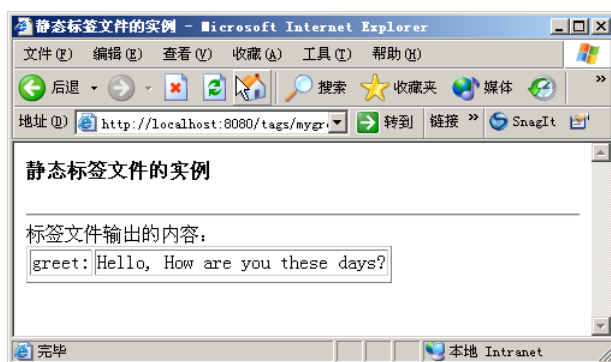 静态标签文件的实例 - Microsoft Internet Explorer
文件(F) 编辑(E) 查看(V) 收藏(A) 工具(T) 帮助(H)
后退 搜索 收藏夹 媒体 »
地址(D) http://localhost:8080/tags/mygr 转到 链接 » SnagIt
静态标签文件的实例
标签文件输出的内容：
greet: Hello, How are you these days?
完毕 本地 Intranet